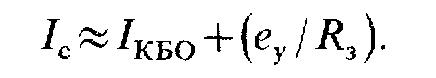 I_с ≈ I_КБО + (e_у / R_з).